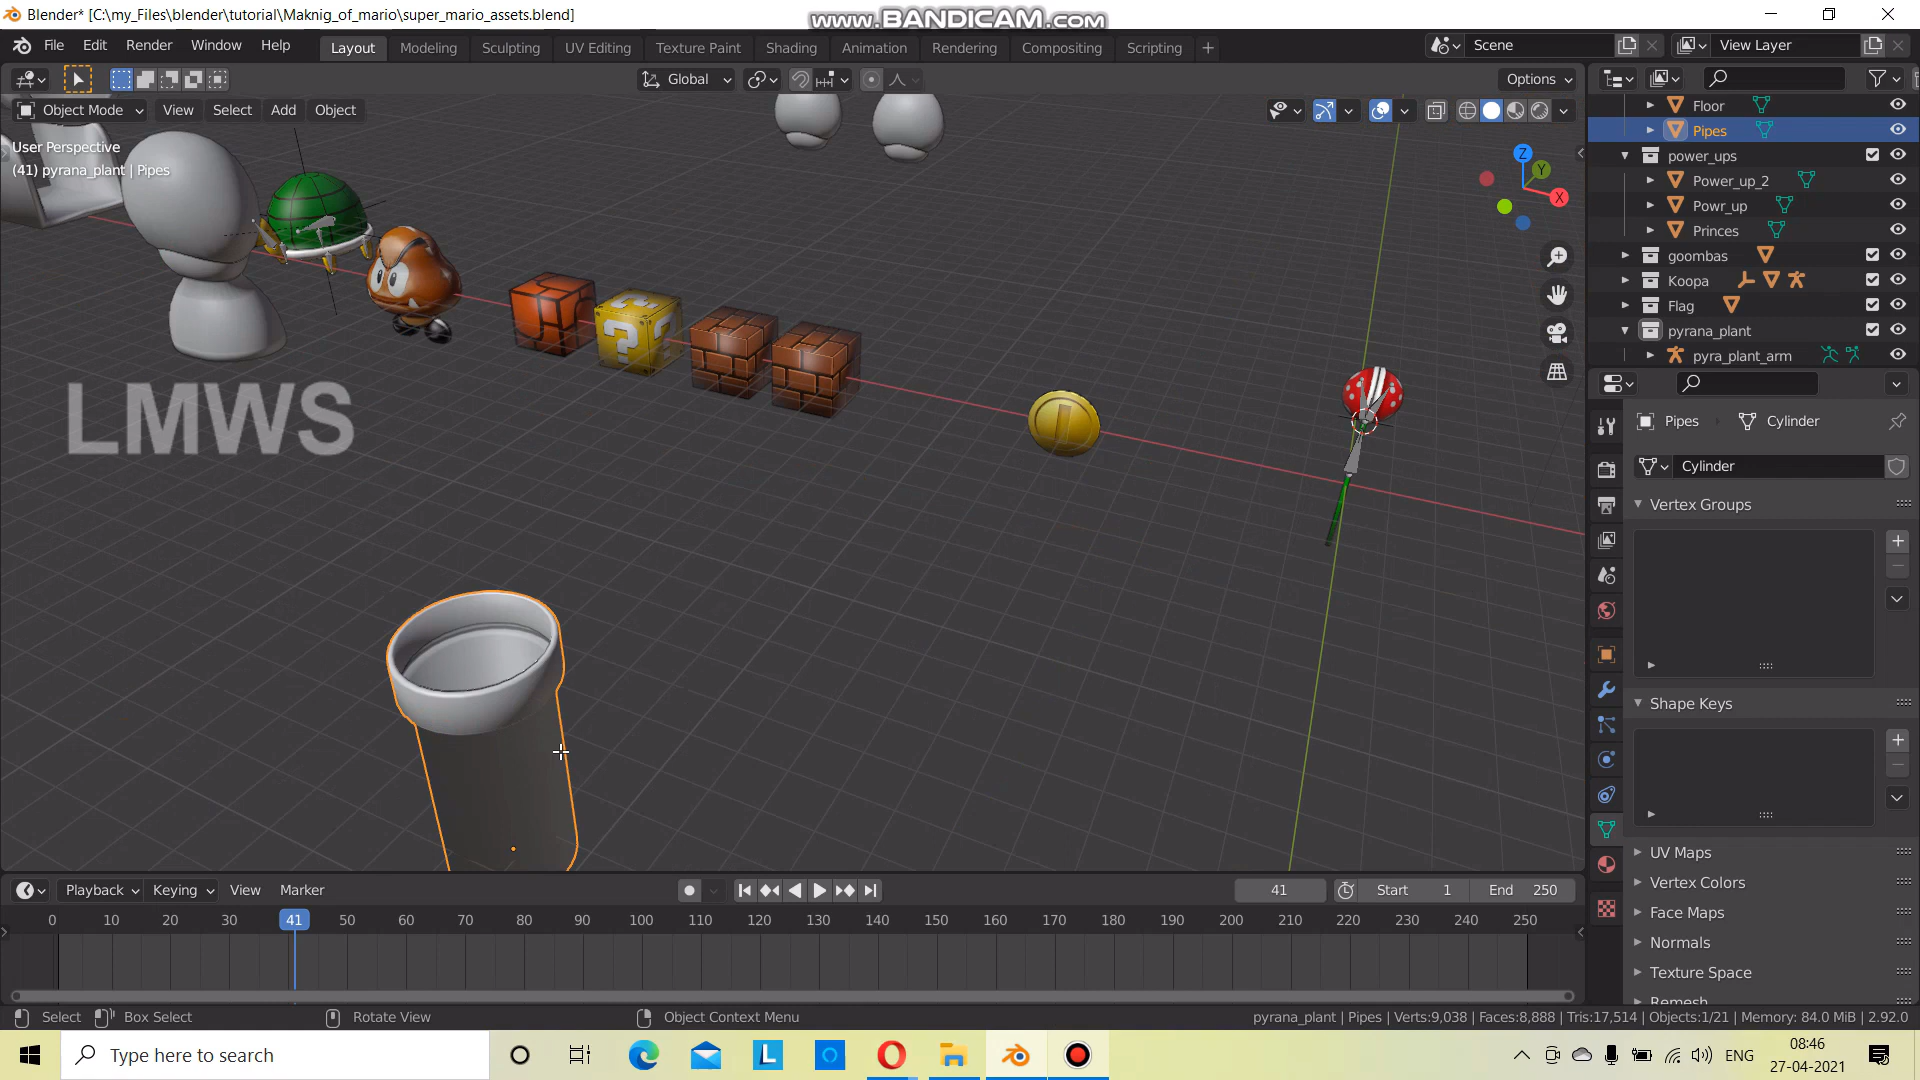 Blender* [C:\my_Files\blender\tutorial\Maknig_of_mario\super_mario_assets.blend]
www.BANDICAM.com
File Edit Render Window Help
Layout Modeling Sculpting UV Editing Texture Paint Shading Animation Rendering Compositing Scripting +
Scene
View Layer
Global
Options
Object Mode View Select Add Object
User Perspective
(41) pyrana_plant | Pipes
Z
Y
X
?
LMWS
Floor
Pipes
power_ups
Power_up_2
Powr_up
Princes
goombas
Koopa
Flag
pyrana_plant
pyra_plant_arm
Pipes Cylinder
Cylinder
Vertex Groups
Shape Keys
UV Maps
Vertex Colors
Face Maps
Normals
Texture Space
Remesh
Playback Keying View Marker
41 Start 1 End 250
0 10 20 30 41 50 60 70 80 90 100 110 120 130 140 150 160 170 180 190 200 210 220 230 240 250
Select Box Select Rotate View Object Context Menu
pyrana_plant | Pipes | Verts:9,038 | Faces:8,888 | Tris:17,514 | Objects:1/21 | Memory: 84.0 MiB | 2.92.0
Type here to search
L
ENG
08:46
27-04-2021